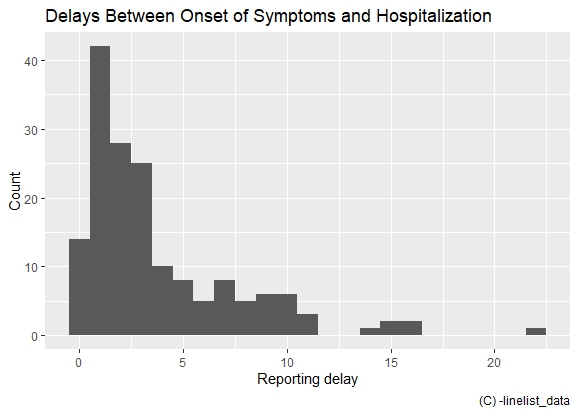 Delays Between Onset of Symptoms and Hospitalization
40
30
20
10
0
Count
0 5 10 15 20
Reporting delay
(C) -linelist_data